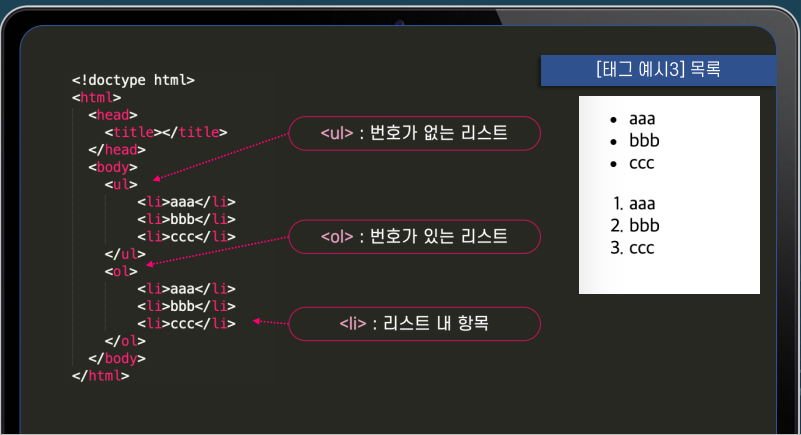 [태그 예시3] 목록
<!doctype html>
<html>
<head>
<title></title>
</head>
<body>
<ul>
<li>aaa</li>
<li>bbb</li>
<li>ccc</li>
</ul>
<ol>
<li>aaa</li>
<li>bbb</li>
<li>ccc</li>
</ol>
</body>
</html>
<ul> : 번호가 없는 리스트
<ol> : 번호가 있는 리스트
<li> : 리스트 내 항목
• aaa
• bbb
• ccc
1. aaa
2. bbb
3. ccc